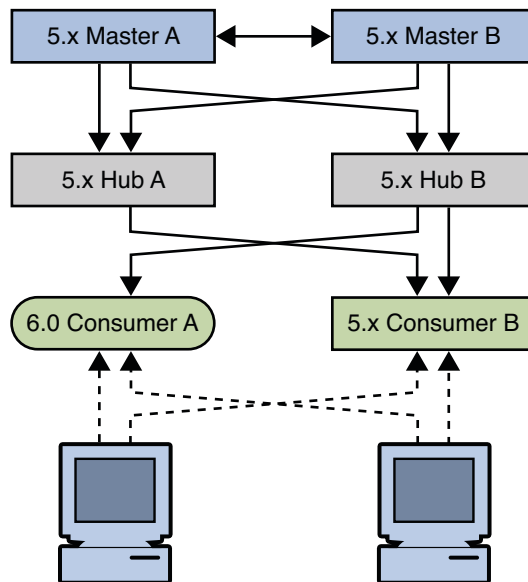 5.x Master A
5.x Master B
5.x Hub A
5.x Hub B
6.0 Consumer A
5.x Consumer B